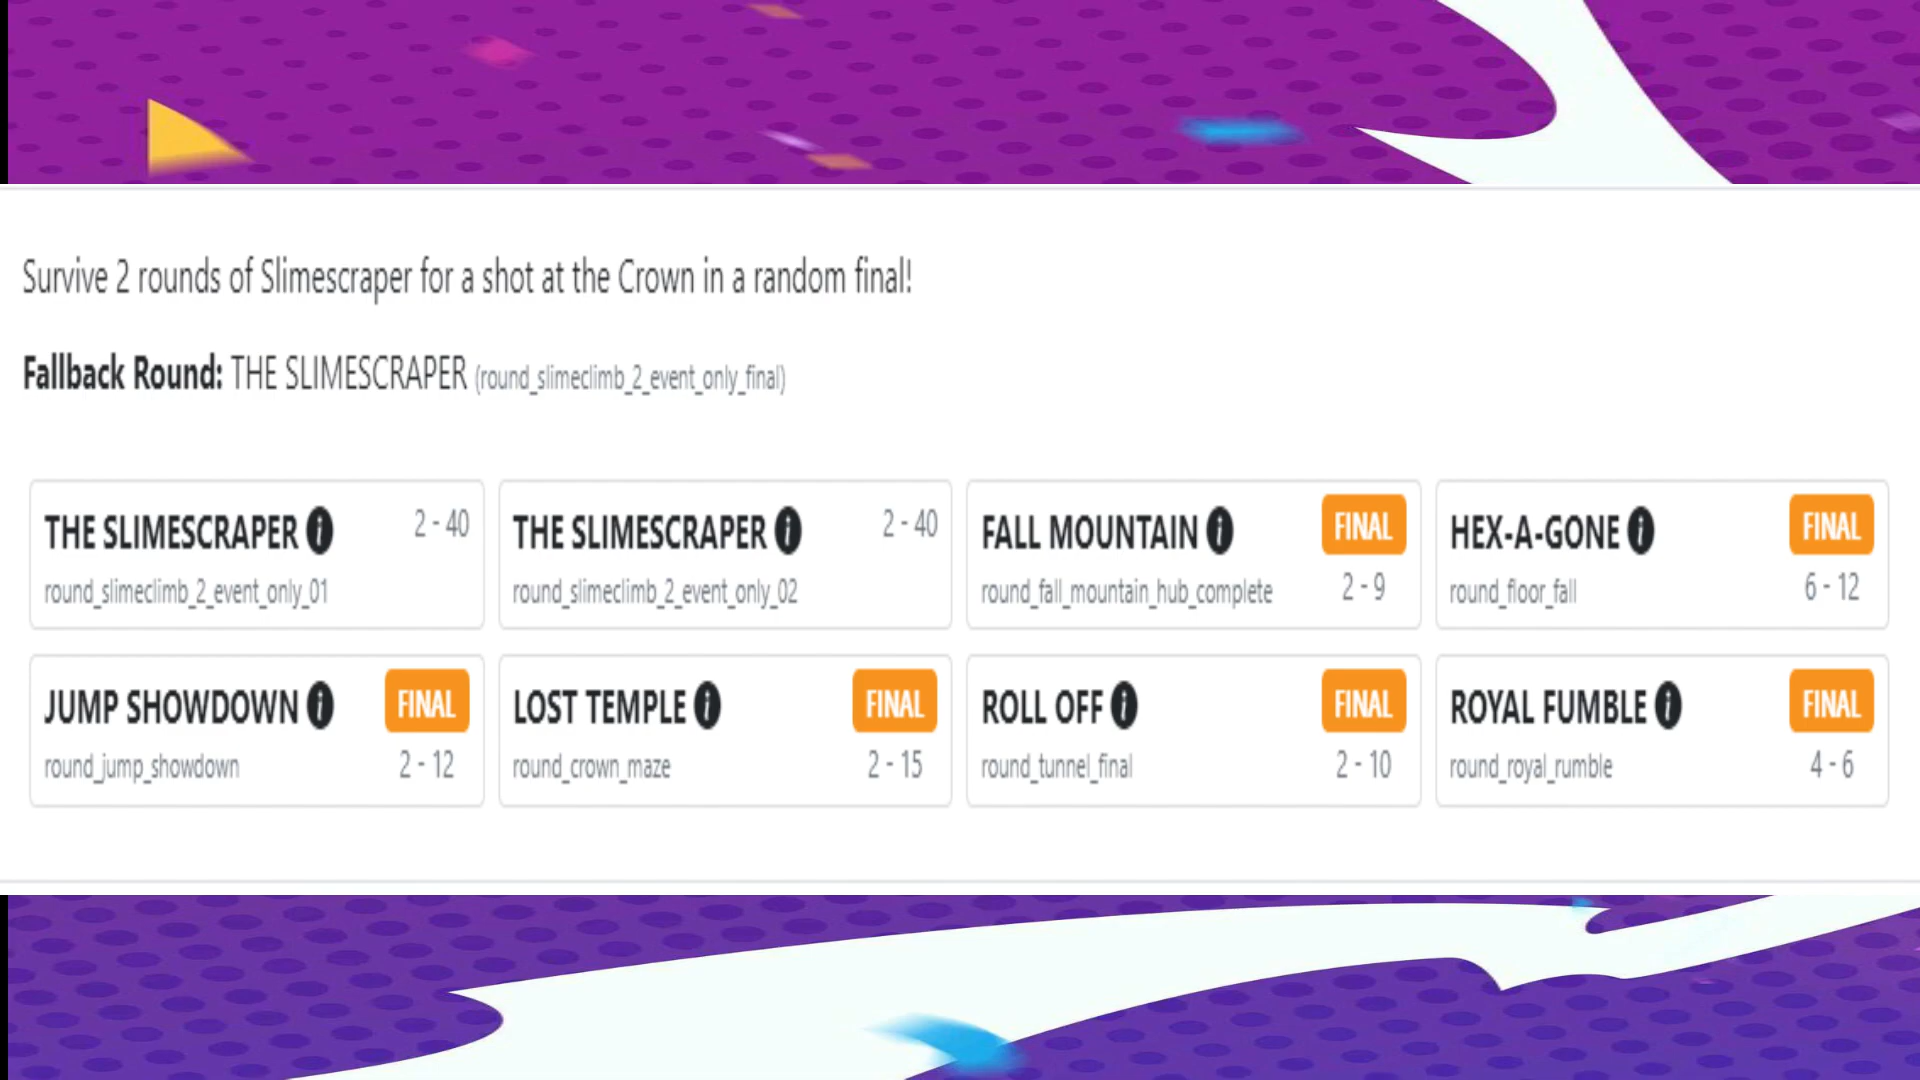 Survive 2 rounds of Slimescraper for a shot at the Crown in a random final!
Fallback Round: THE SLIMESCRAPER (round_slimeclimb_2_event_only_final)
THE SLIMESCRAPER i 2 - 40
round_slimeclimb_2_event_only_01
THE SLIMESCRAPER i 2 - 40
round_slimeclimb_2_event_only_02
FALL MOUNTAIN i FINAL
round_fall_mountain_hub_complete 2 - 9
HEX-A-GONE i FINAL
round_floor_fall 6 - 12
JUMP SHOWDOWN i FINAL
round_jump_showdown 2 - 12
LOST TEMPLE i FINAL
round_crown_maze 2 - 15
ROLL OFF i FINAL
round_tunnel_final 2 - 10
ROYAL FUMBLE i FINAL
round_royal_rumble 4 - 6